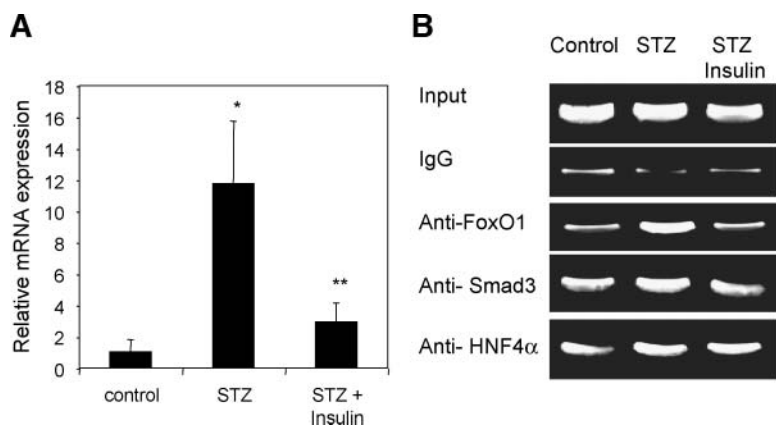 A
Relative mRNA expression
18
16
14
12
10
8
6
4
2
0
*
**
control
STZ
STZ +
Insulin
B
Control
STZ
STZ
Insulin
Input
IgG
Anti-FoxO1
Anti- Smad3
Anti- HNF4α